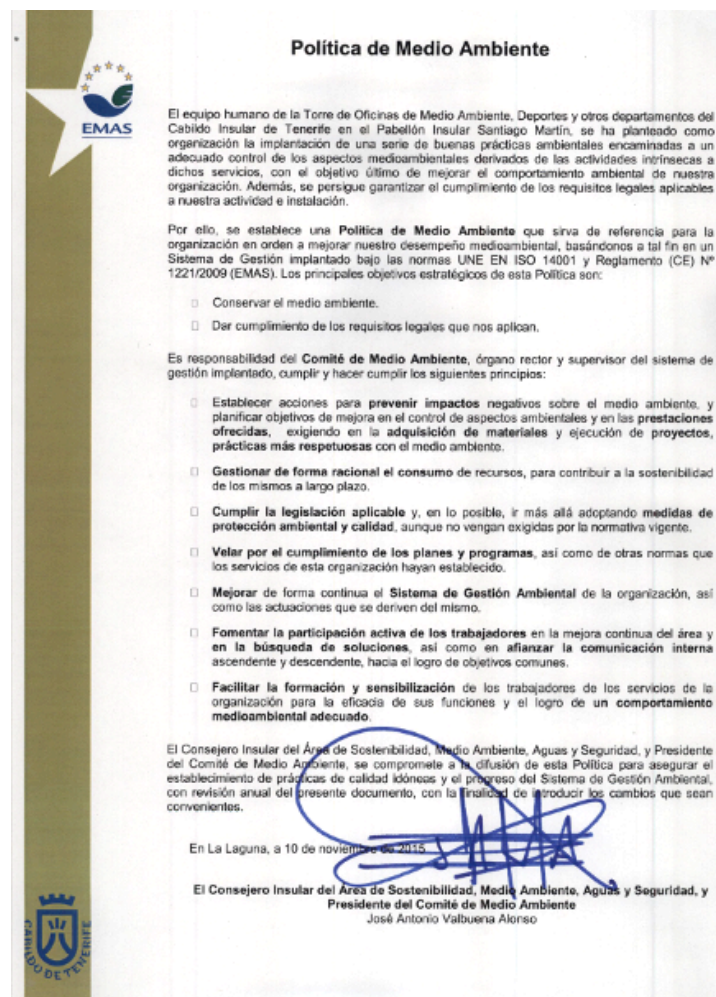 Política de Medio Ambiente
EMAS
El equipo humano de la Torre de Oficinas de Medio Ambiente, Deportes y otros departamentos del
Cabildo Insular de Tenerife en el Pabellón Insular Santiago Martín, se ha planteado como
organización la implantación de una serie de buenas prácticas ambientales encaminadas a un
adecuado control de los aspectos medioambientales derivados de las actividades intrínsecas a
dichos servicios, con el objetivo último de mejorar el comportamiento ambiental de nuestra
organización. Además, se persigue garantizar el cumplimiento de los requisitos legales aplicables
a nuestra actividad e instalación.
Por ello, se establece una Política de Medio Ambiente que sirva de referencia para la
organización en orden a mejorar nuestro desempeño medioambiental, basándonos a tal fin en un
Sistema de Gestión implantado bajo las normas UNE EN ISO 14001 y Reglamento (CE) Nº
1221/2009 (EMAS). Los principales objetivos estratégicos de esta Política son:
Conservar el medio ambiente.
Dar cumplimiento de los requisitos legales que nos aplican.
Es responsabilidad del Comité de Medio Ambiente, órgano rector y supervisor del sistema de
gestión implantado, cumplir y hacer cumplir los siguientes principios:
Establecer acciones para prevenir impactos negativos sobre el medio ambiente, y
planificar objetivos de mejora en el control de aspectos ambientales y en las prestaciones
ofrecidas, exigiendo en la adquisición de materiales y ejecución de proyectos,
prácticas más respetuosas con el medio ambiente.
Gestionar de forma racional el consumo de recursos, para contribuir a la sostenibilidad
de los mismos a largo plazo.
Cumplir la legislación aplicable y, en lo posible, ir más allá adoptando medidas de
protección ambiental y calidad, aunque no vengan exigidas por la normativa vigente.
Velar por el cumplimiento de los planes y programas, así como de otras normas que
los servicios de esta organización hayan establecido.
Mejorar de forma continua el Sistema de Gestión Ambiental de la organización, así
como las actuaciones que se deriven del mismo.
Fomentar la participación activa de los trabajadores en la mejora continua del área y
en la búsqueda de soluciones, así como en afianzar la comunicación interna
ascendente y descendente, hacia el logro de objetivos comunes.
Facilitar la formación y sensibilización de los trabajadores de los servicios de la
organización para la eficacia de sus funciones y el logro de un comportamiento
medioambiental adecuado.
El Consejero Insular del Área de Sostenibilidad, Medio Ambiente, Aguas y Seguridad, y Presidente
del Comité de Medio Ambiente, se compromete a la difusión de esta Política para asegurar el
establecimiento de prácticas de calidad idóneas y el progreso del Sistema de Gestión Ambiental,
con revisión anual del presente documento, con la finalidad de introducir los cambios que sean
convenientes.
En La Laguna, a 10 de noviembre de 2015
El Consejero Insular del Área de Sostenibilidad, Medio Ambiente, Aguas y Seguridad, y
Presidente del Comité de Medio Ambiente
José Antonio Valbuena Alonso
CABILDO DE TENERIFE